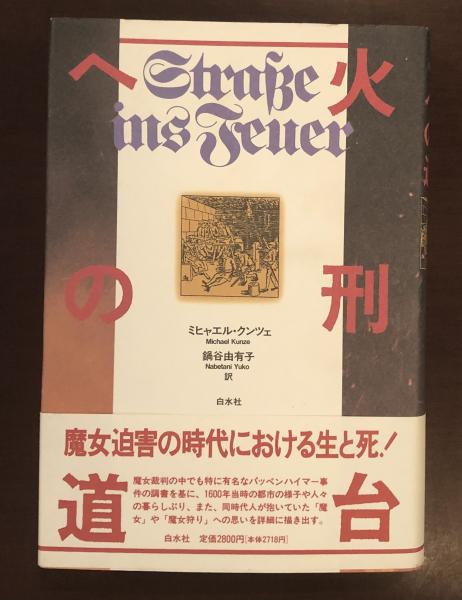 火刑台
への道
Straße
ins Feuer
ミヒャエル・クンツェ
Michael Kunze
鍋谷由有子
Nabetani Yuko
訳
白水社
魔女迫害の時代における生と死!
魔女裁判の中でも特に有名なパッペンハイマー事
件の調書を基に、1600年当時の都市の様子や人々
の暮らしぶり、また、同時代人が抱いていた「魔
女」や「魔女狩り」への思いを詳細に描き出す。
白水社 定価2800円[本体2718円]